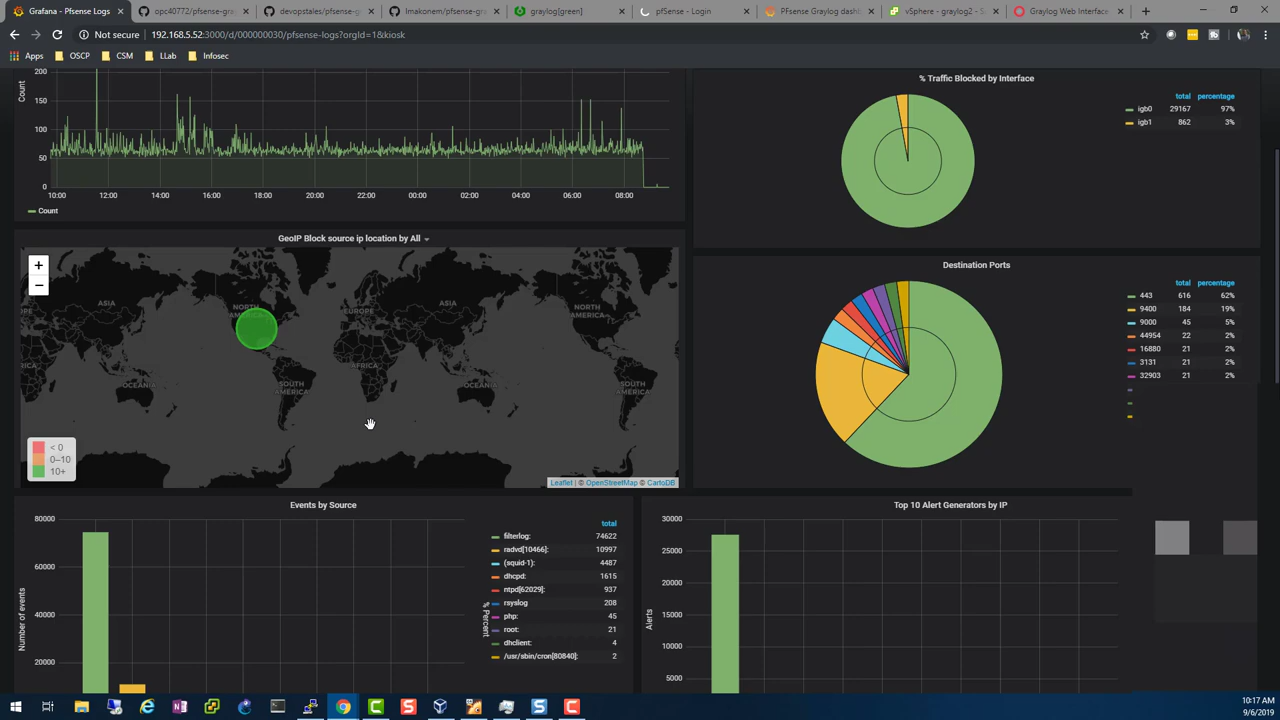 Grafana - Pfsense Logs
opc40772/pfsense-gra
devopstales/pfsense-g
lmakonem/pfsense-gra
graylog[green]
pfSense - Login
PFsense Graylog dash
vSphere - graylog2 - S
Graylog Web Interface
Not secure | 192.168.5.52:3000/d/00000030/pfsense-logs?orgId=1&kiosk
Apps
OSCP
CSM
LLab
Infosec
Count
200
150
100
50
0
10:00 12:00 14:00 16:00 18:00 20:00 22:00 00:00 02:00 04:00 06:00 08:00
Count
% Traffic Blocked by Interface
total percentage
igb0 29167 97%
igb1 862 3%
GeoIP Block source ip location by All
+
−
ASIA
NORTH
AMERICA
EUROPE
ASIA
NORTH
AMERICA
RICA
AFRICA
OCEANIA
SOUTH
AMERICA
OCEANIA
SOUTH
AMERICA
< 0
0–10
10+
Leaflet | © OpenStreetMap © CartoDB
Destination Ports
total percentage
443 616 62%
9400 184 19%
9000 45 5%
44954 22 2%
16880 21 2%
3131 21 2%
32903 21 2%
Events by Source
Number of events
80000
60000
40000
20000
% Percent
total
filterlog: 74622
radvd[10466]: 10997
(squid-1): 4487
dhcpd: 1615
ntpd[62029]: 937
rsyslog 208
php: 45
root: 21
dhclient: 4
/usr/sbin/cron[80840]: 2
Top 10 Alert Generators by IP
Alerts
30000
25000
20000
15000
10000
5000
10:17 AM
9/6/2019